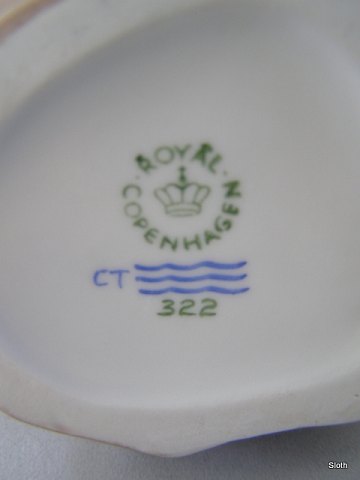 ROYAL
COPENHAGEN
CT
322
Sloth